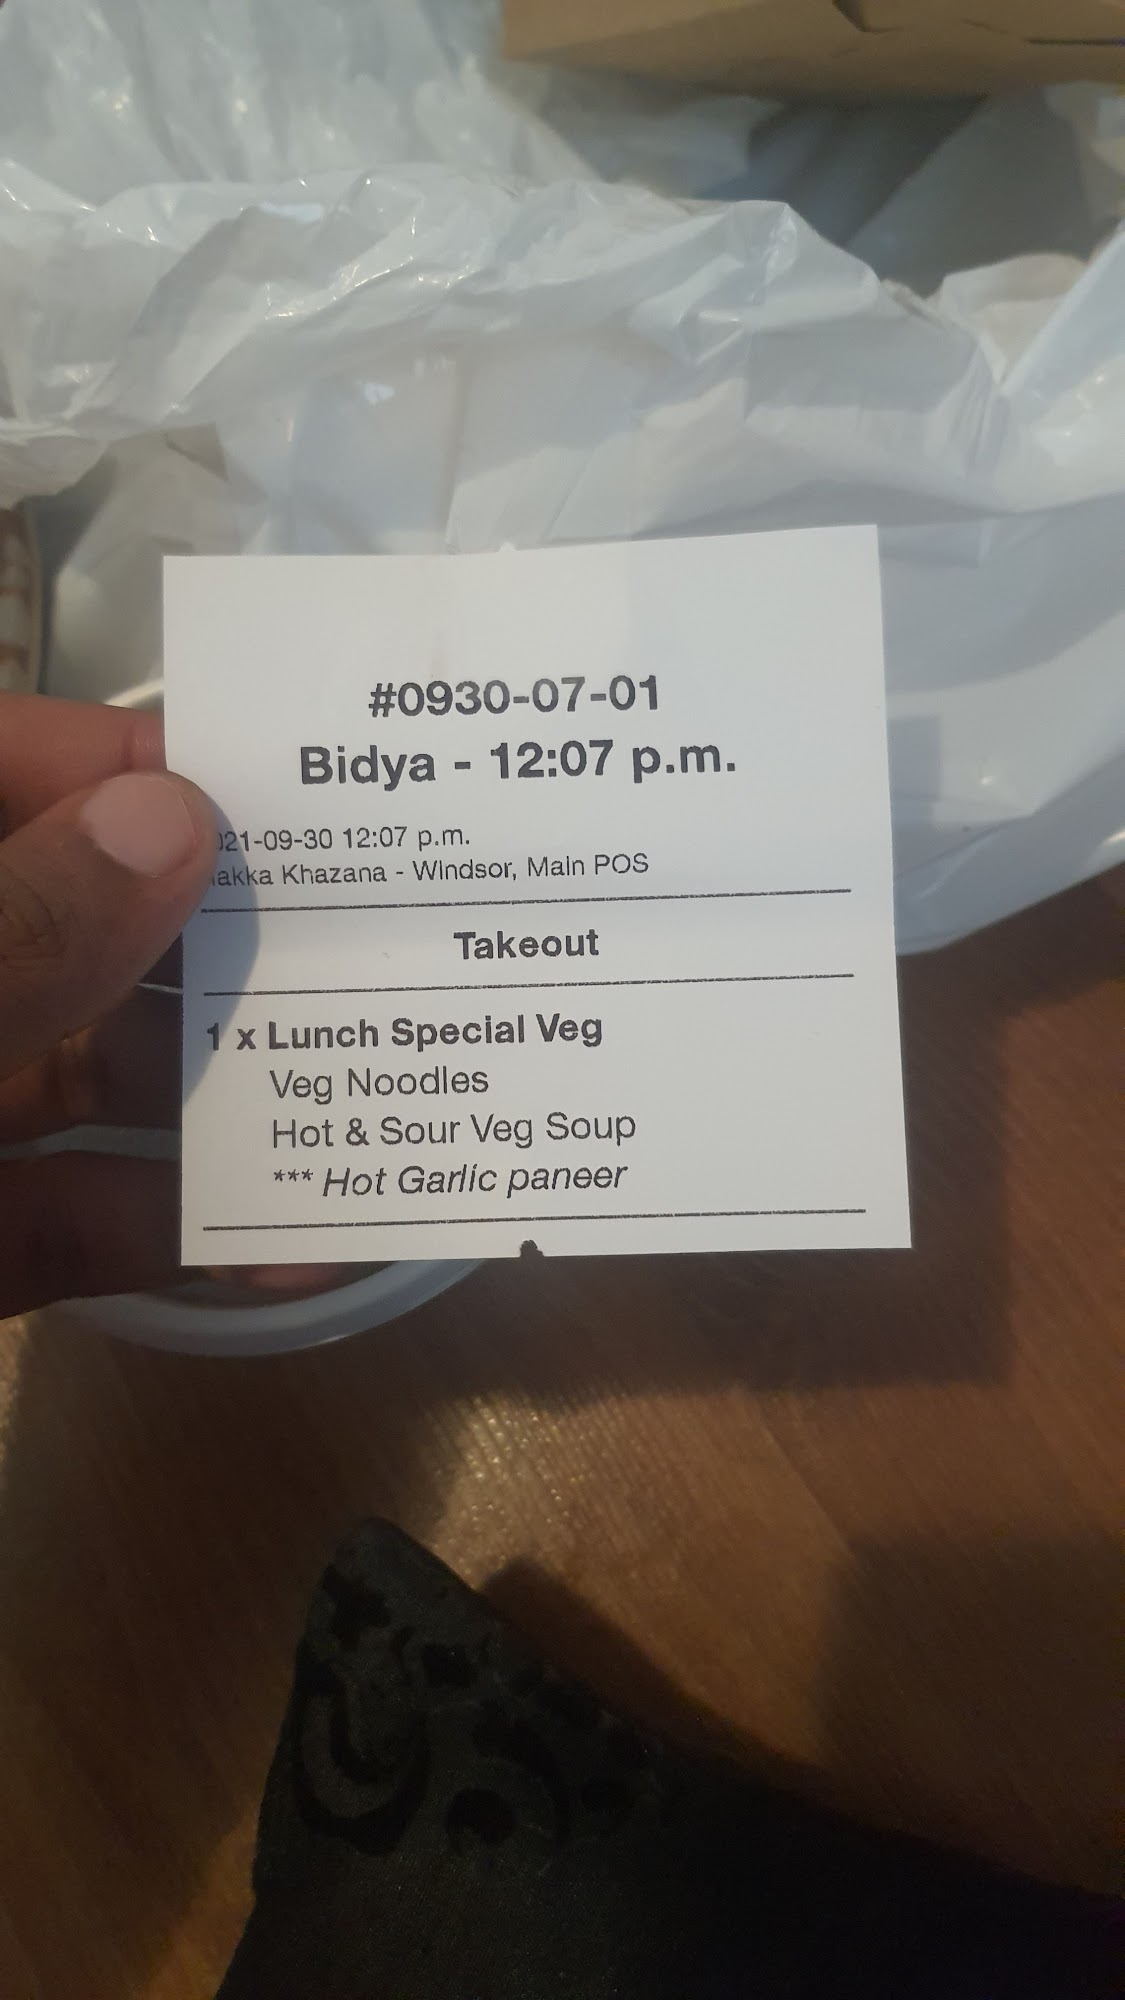 #0930-07-01
Bidya - 12:07 p.m.
021-09-30 12:07 p.m.
akka Khazana - Windsor, Main POS
Takeout
1 x Lunch Special Veg
Veg Noodles
Hot & Sour Veg Soup
*** Hot Garlic paneer